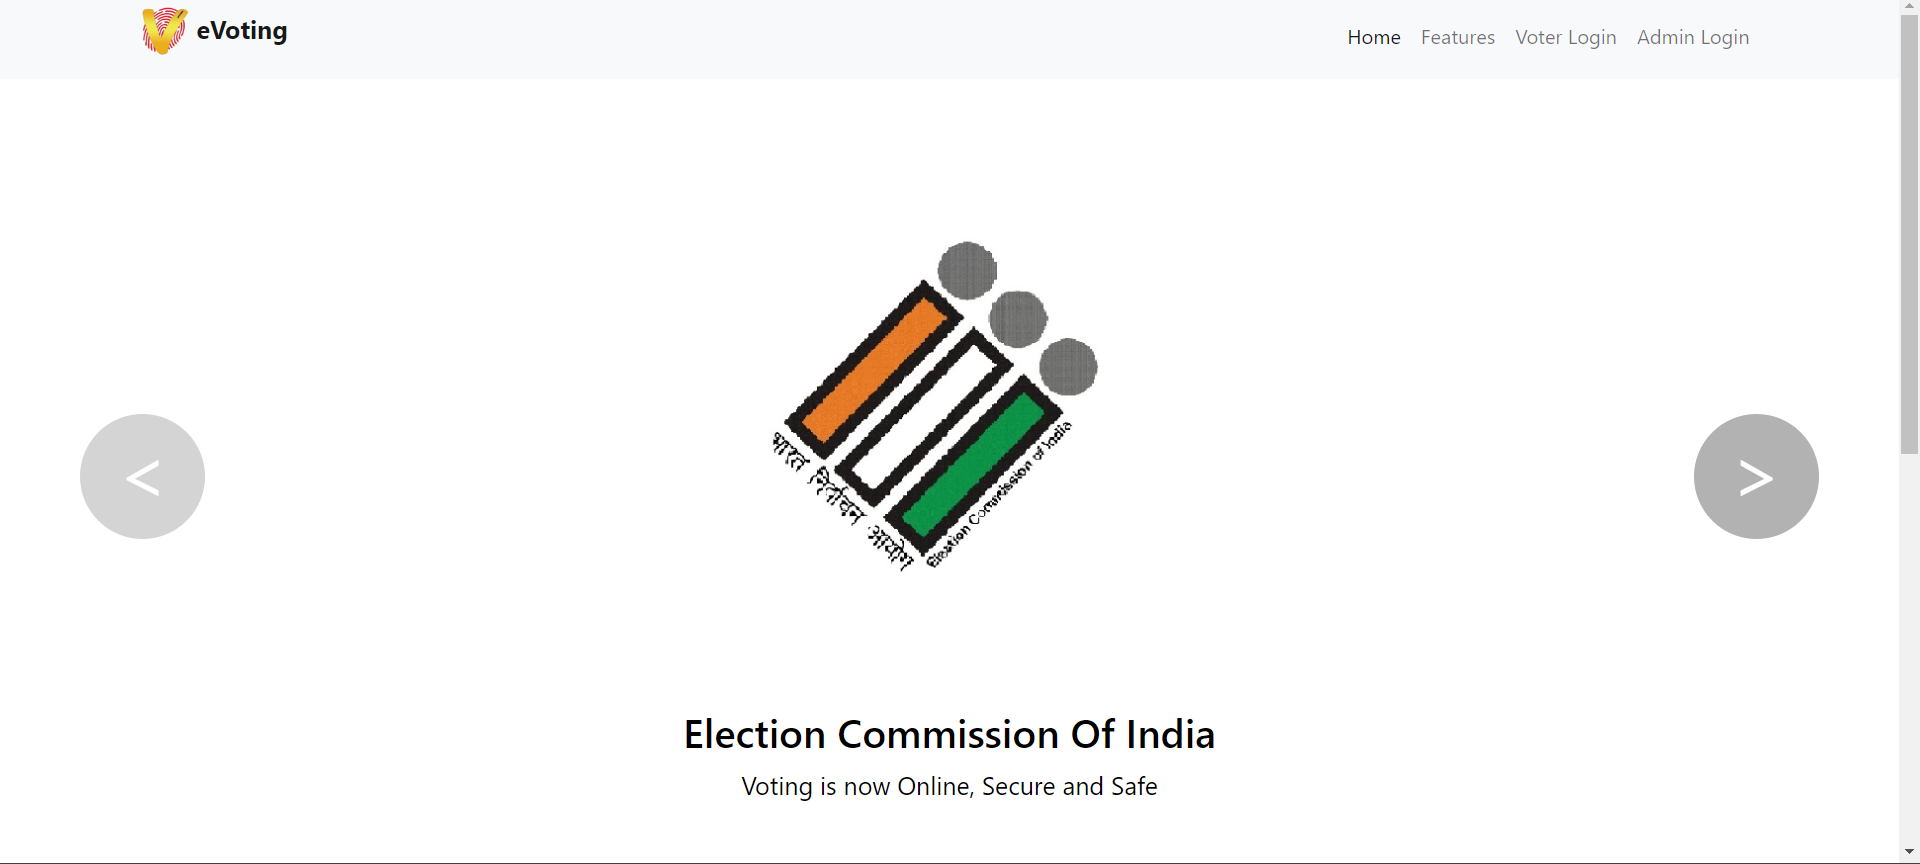 eVoting
Home Features Voter Login Admin Login
<
>
भारत निर्वाचन आयोग
Election Commission of India
Election Commission Of India
Voting is now Online, Secure and Safe